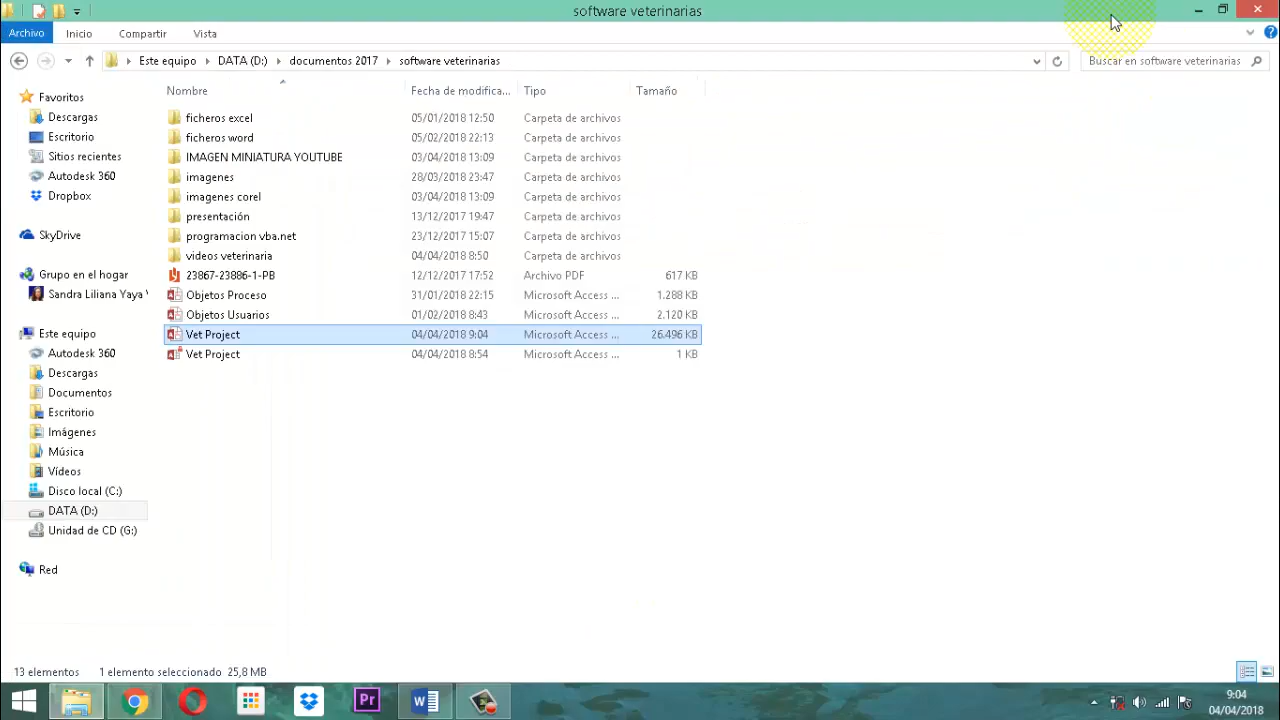 software veterinarias
Archivo Inicio Compartir Vista
Este equipo DATA (D:) documentos 2017 software veterinarias Buscar en software veterinarias
Nombre Fecha de modifica... Tipo Tamaño
Favoritos
Descargas
Escritorio
Sitios recientes
Autodesk 360
Dropbox
SkyDrive
Grupo en el hogar
Sandra Liliana Yaya
Este equipo
Autodesk 360
Descargas
Documentos
Escritorio
Imágenes
Música
Vídeos
Disco local (C:)
DATA (D:)
Unidad de CD (G:)
Red
ficheros excel 05/01/2018 12:50 Carpeta de archivos
ficheros word 05/02/2018 22:13 Carpeta de archivos
IMAGEN MINIATURA YOUTUBE 03/04/2018 13:09 Carpeta de archivos
imagenes 28/03/2018 23:47 Carpeta de archivos
imagenes corel 03/04/2018 13:09 Carpeta de archivos
presentación 13/12/2017 19:47 Carpeta de archivos
programacion vba.net 23/12/2017 15:07 Carpeta de archivos
videos veterinaria 04/04/2018 8:50 Carpeta de archivos
23867-23886-1-PB 12/12/2017 17:52 Archivo PDF 617 KB
Objetos Proceso 31/01/2018 22:15 Microsoft Access ... 1.288 KB
Objetos Usuarios 01/02/2018 8:43 Microsoft Access ... 2.120 KB
Vet Project 04/04/2018 9:04 Microsoft Access ... 26.496 KB
Vet Project 04/04/2018 8:54 Microsoft Access ... 1 KB
13 elementos 1 elemento seleccionado 25,8 MB
Pr
9:04
04/04/2018